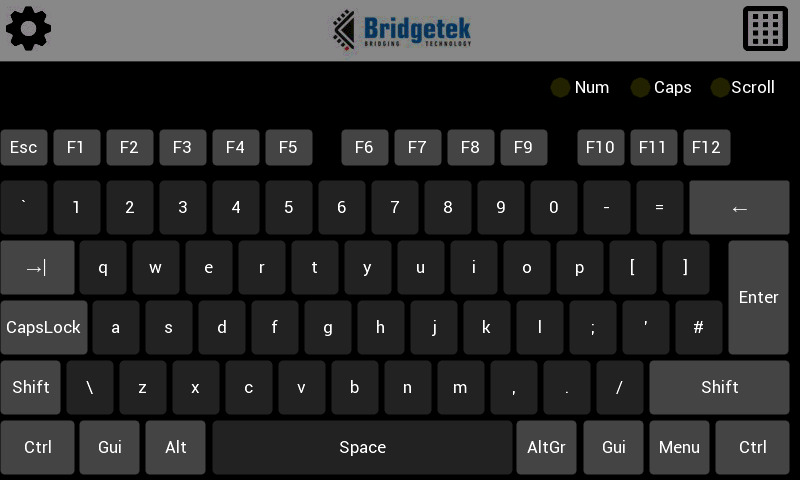 Bridgetek
BRIDGING TECHNOLOGY
Num Caps Scroll
Esc F1 F2 F3 F4 F5 F6 F7 F8 F9 F10 F11 F12
` 1 2 3 4 5 6 7 8 9 0 - = ←
→| q w e r t y u i o p [ ]
Enter
CapsLock a s d f g h j k l ; ' #
Shift \ z x c v b n m , . / Shift
Ctrl Gui Alt Space AltGr Gui Menu Ctrl